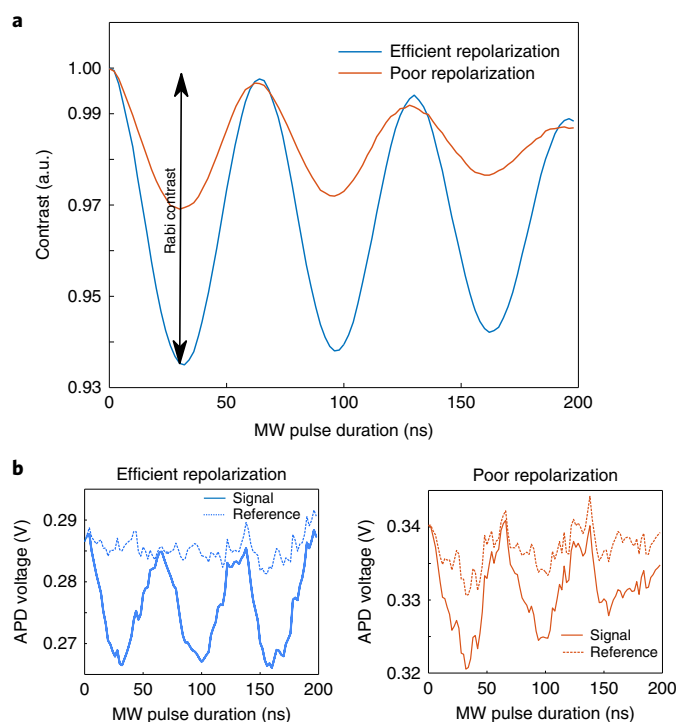 a
Efficient repolarization
Poor repolarization
1.00
0.99
0.97
0.95
0.93
Contrast (a.u.)
Rabi contrast
0 50 100 150 200
MW pulse duration (ns)
b
Efficient repolarization
Signal
Reference
0.29
0.28
0.27
APD voltage (V)
0 50 100 150 200
MW pulse duration (ns)
Poor repolarization
0.34
0.33
0.32
APD voltage (V)
Signal
Reference
0 50 100 150 200
MW pulse duration (ns)